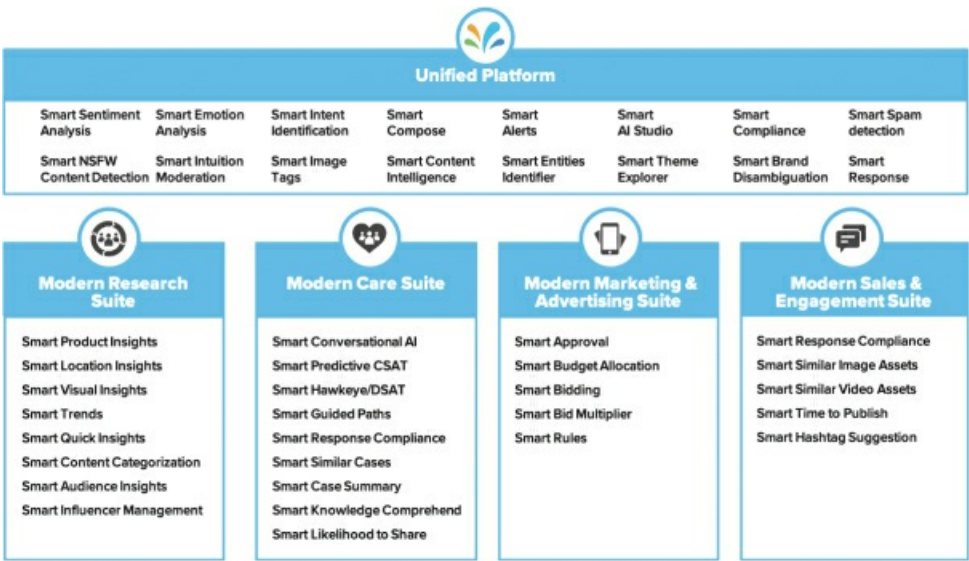 Unified Platform
Smart Sentiment Analysis
Smart Emotion Analysis
Smart Intent Identification
Smart Compose
Smart Alerts
Smart AI Studio
Smart Compliance
Smart Spam detection
Smart NSFW Content Detection
Smart Intuition Moderation
Smart Image Tags
Smart Content Intelligence
Smart Entities Identifier
Smart Theme Explorer
Smart Brand Disambiguation
Smart Response
Modern Research
Suite
Smart Product Insights
Smart Location Insights
Smart Visual Insights
Smart Trends
Smart Quick Insights
Smart Content Categorization
Smart Audience Insights
Smart Influencer Management
Modern Care Suite
Smart Conversational AI
Smart Predictive CSAT
Smart Hawkeye/DSAT
Smart Guided Paths
Smart Response Compliance
Smart Similar Cases
Smart Case Summary
Smart Knowledge Comprehend
Smart Likelihood to Share
Modern Marketing &
Advertising Suite
Smart Approval
Smart Budget Allocation
Smart Bidding
Smart Bid Multiplier
Smart Rules
Modern Sales &
Engagement Suite
Smart Response Compliance
Smart Similar Image Assets
Smart Similar Video Assets
Smart Time to Publish
Smart Hashtag Suggestion